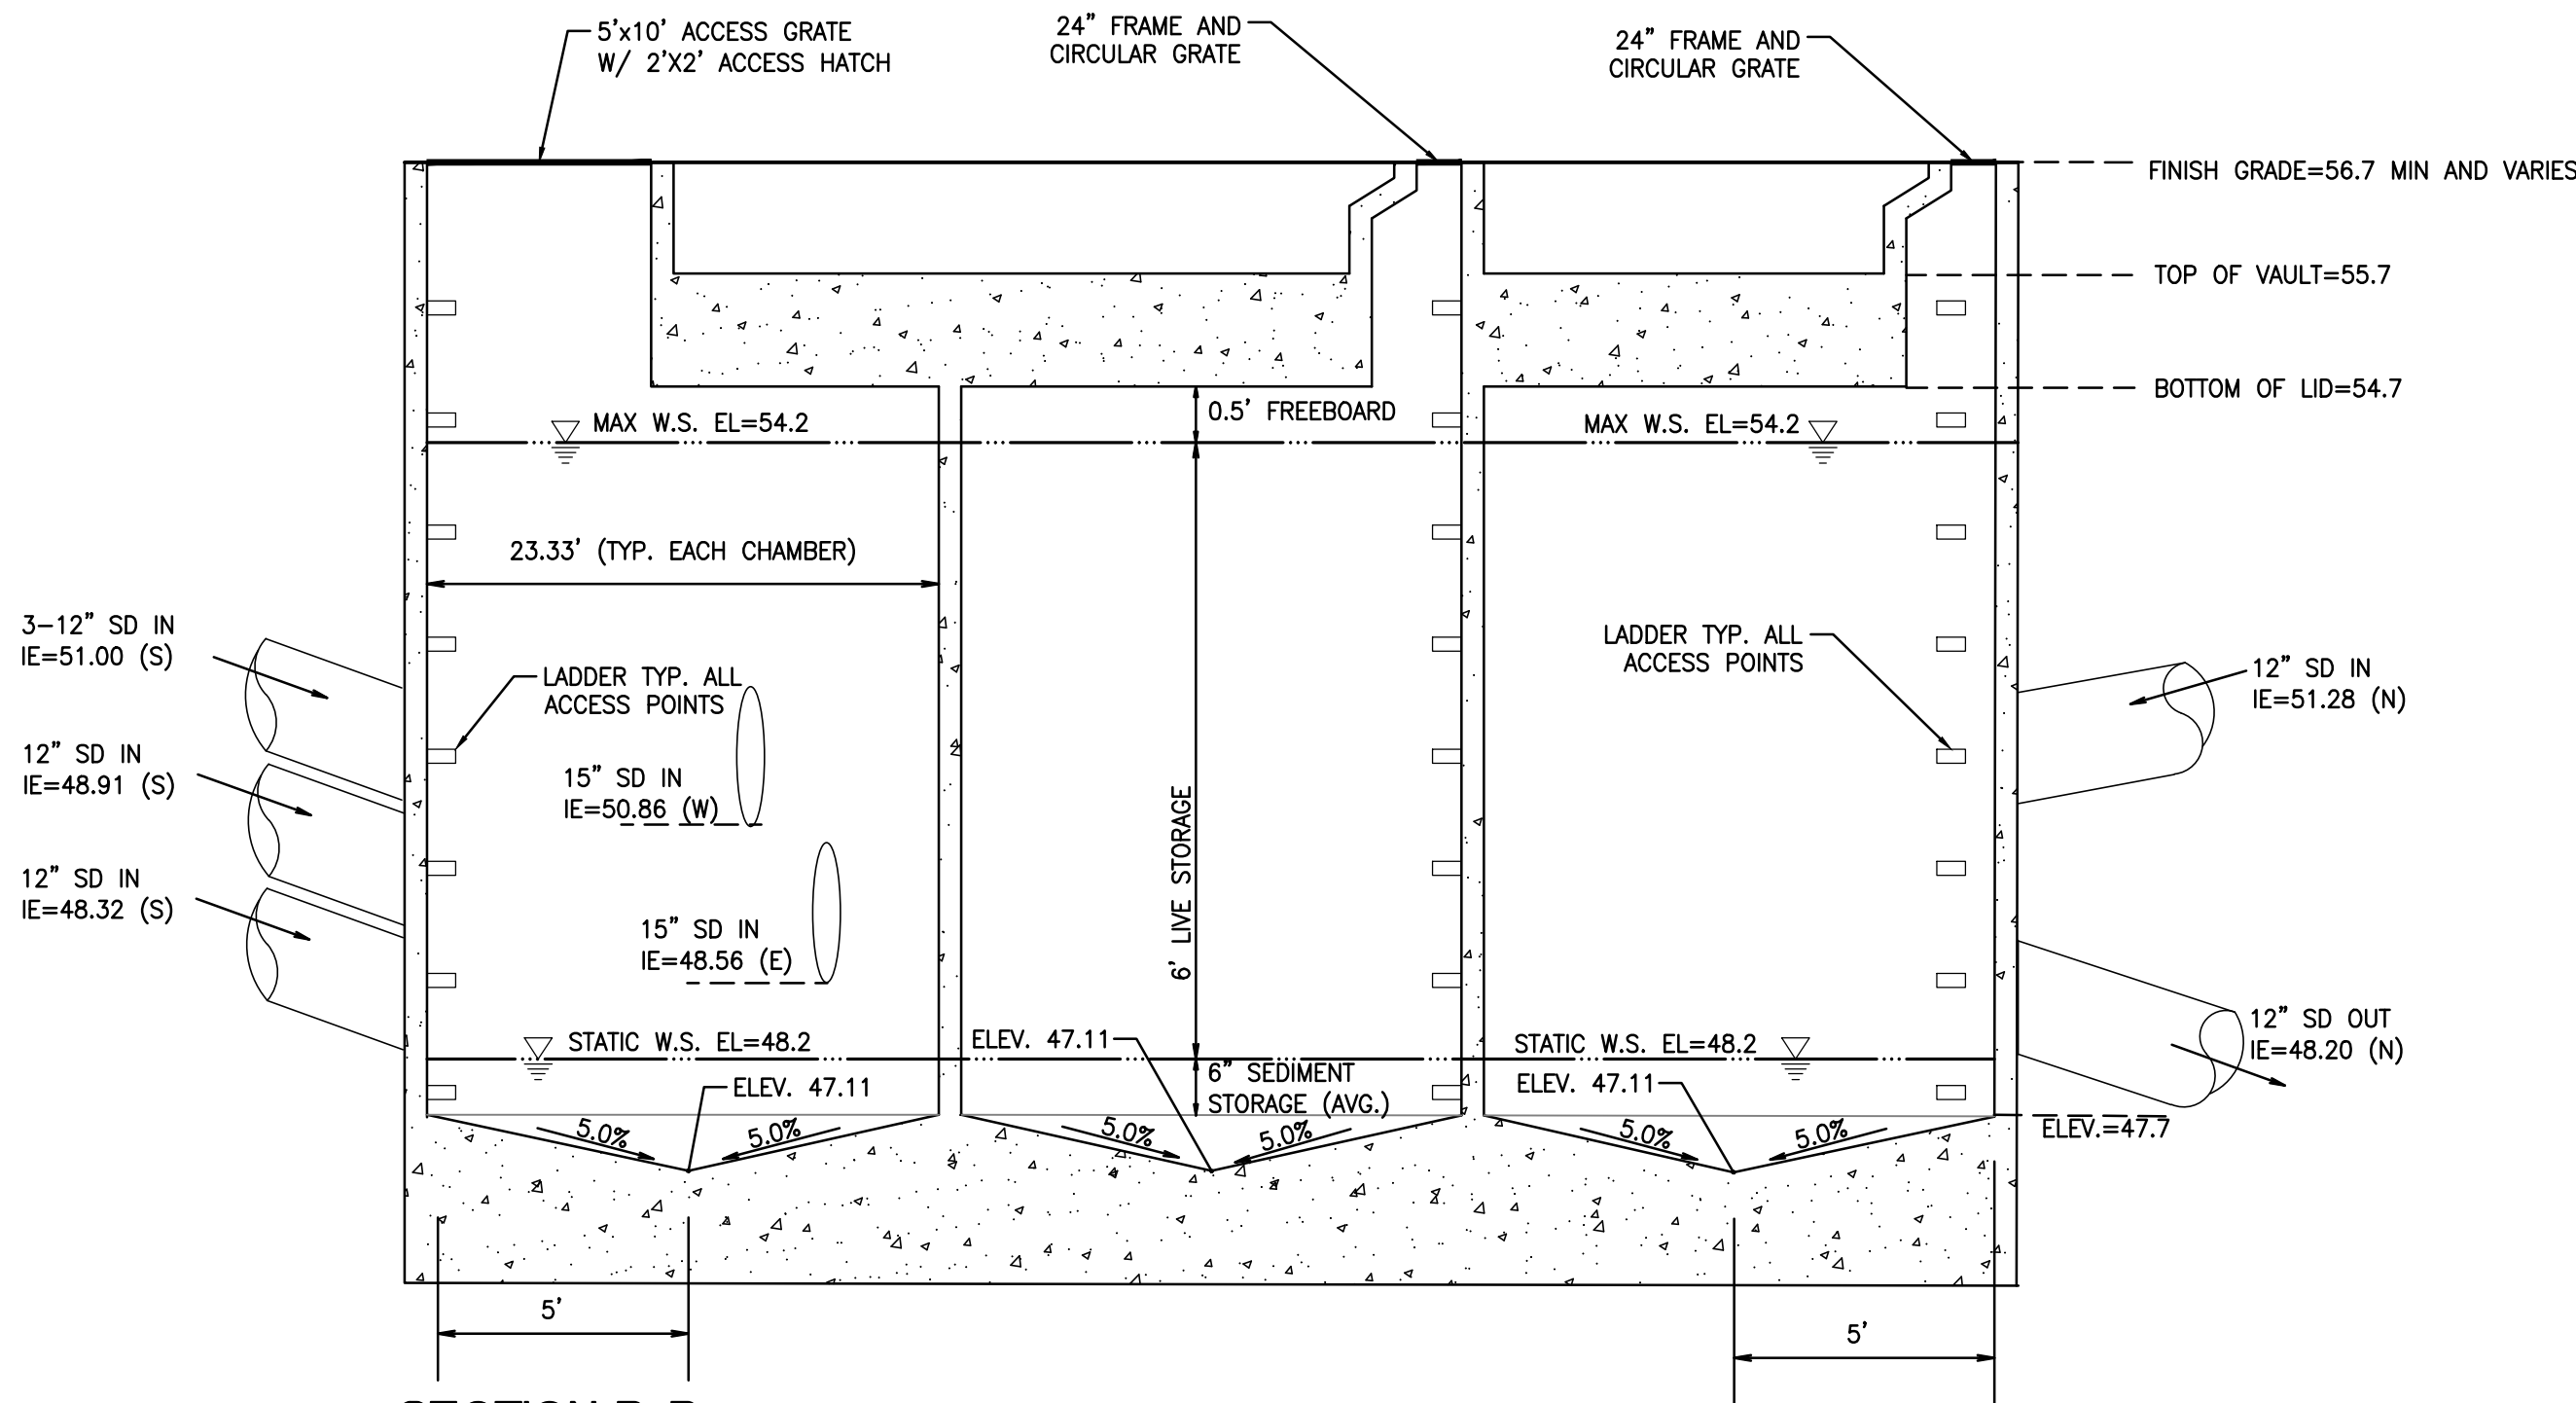 5'x10' ACCESS GRATE
W/ 2'X2' ACCESS HATCH
24" FRAME AND
CIRCULAR GRATE
24" FRAME AND
CIRCULAR GRATE
FINISH GRADE=56.7 MIN AND VARIES
TOP OF VAULT=55.7
BOTTOM OF LID=54.7
0.5' FREEBOARD
MAX W.S. EL=54.2
MAX W.S. EL=54.2
23.33' (TYP. EACH CHAMBER)
3-12" SD IN
IE=51.00 (S)
12" SD IN
IE=48.91 (S)
12" SD IN
IE=48.32 (S)
LADDER TYP. ALL
ACCESS POINTS
15" SD IN
IE=50.86 (W)
15" SD IN
IE=48.56 (E)
6' LIVE STORAGE
LADDER TYP. ALL
ACCESS POINTS
12" SD IN
IE=51.28 (N)
12" SD OUT
IE=48.20 (N)
STATIC W.S. EL=48.2
ELEV. 47.11
STATIC W.S. EL=48.2
ELEV. 47.11
6" SEDIMENT
STORAGE (AVG.)
ELEV. 47.11
ELEV.=47.7
5.0%
5.0%
5.0%
5.0%
5.0%
5.0%
5'
5'